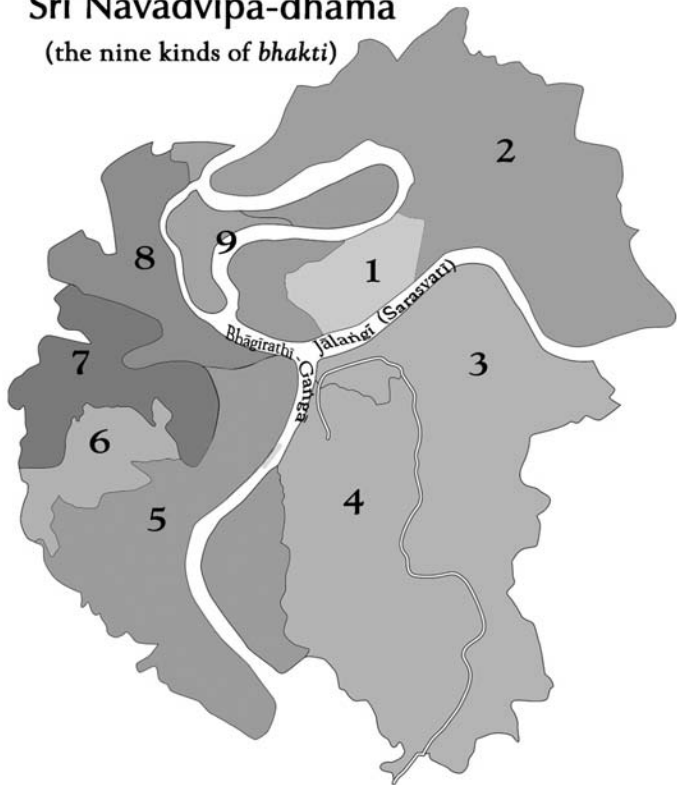 Śrī Navadvīpa-dhāma
(the nine kinds of bhakti)
2
8
9
1
Bhāgīrathī - Gaṅgā
Jālaṅgī (Sarasvatī)
7
3
6
4
5